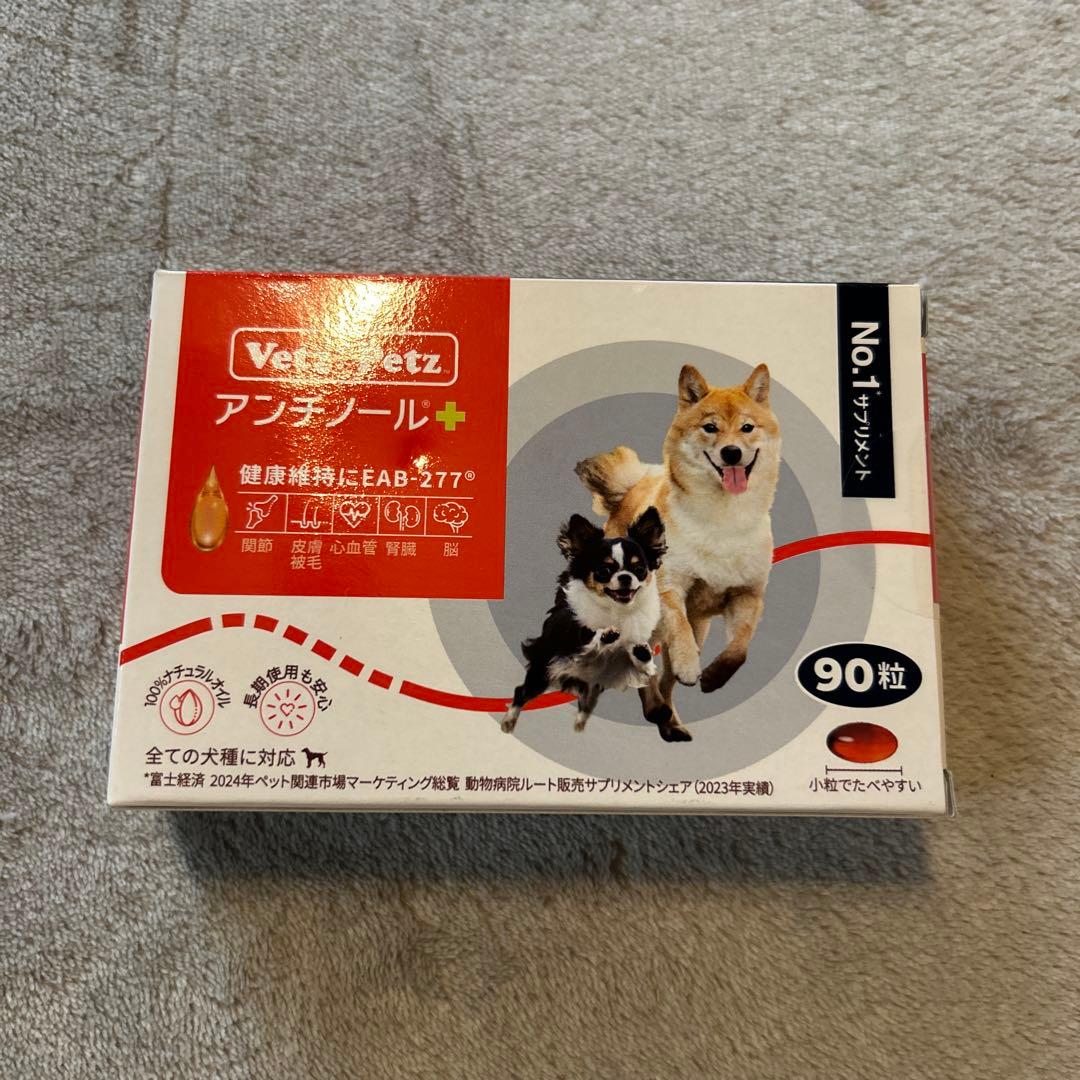 Vetz Petz
アンチノール®+
健康維持にEAB-277®
関節 皮膚被毛 心血管 腎臓 脳
No.1*サプリメント
100%ナチュラルオイル
長期使用も安心
全ての犬種に対応
*富士経済 2024年ペット関連市場マーケティング総覧 動物病院ルート販売サプリメントシェア(2023年実績)
90粒
小粒でたべやすい